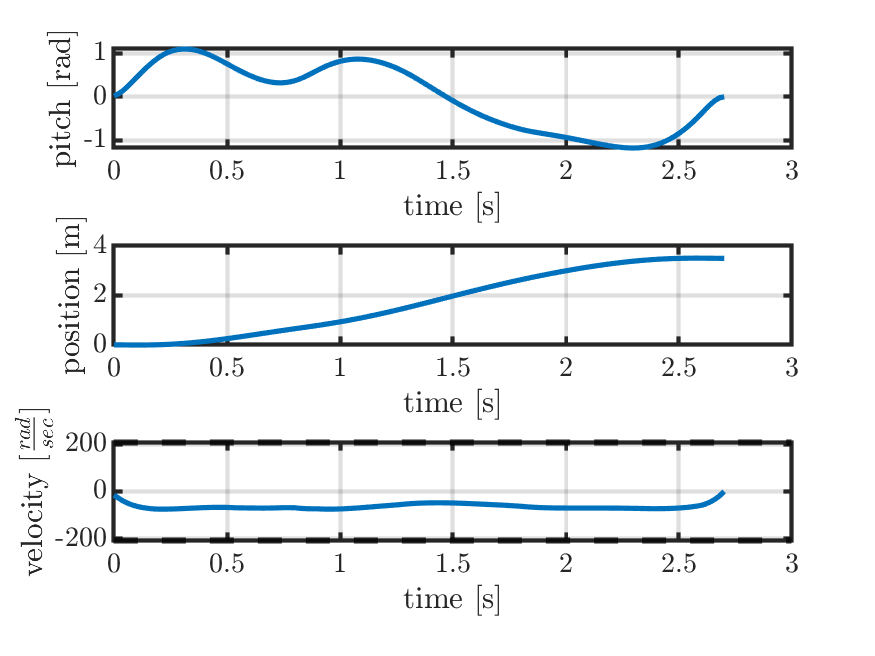 pitch [rad]
1
0
-1
0 0.5 1 1.5 2 2.5 3
time [s]
position [m]
4
2
0
0 0.5 1 1.5 2 2.5 3
time [s]
velocity [rad/sec]
200
0
-200
0 0.5 1 1.5 2 2.5 3
time [s]